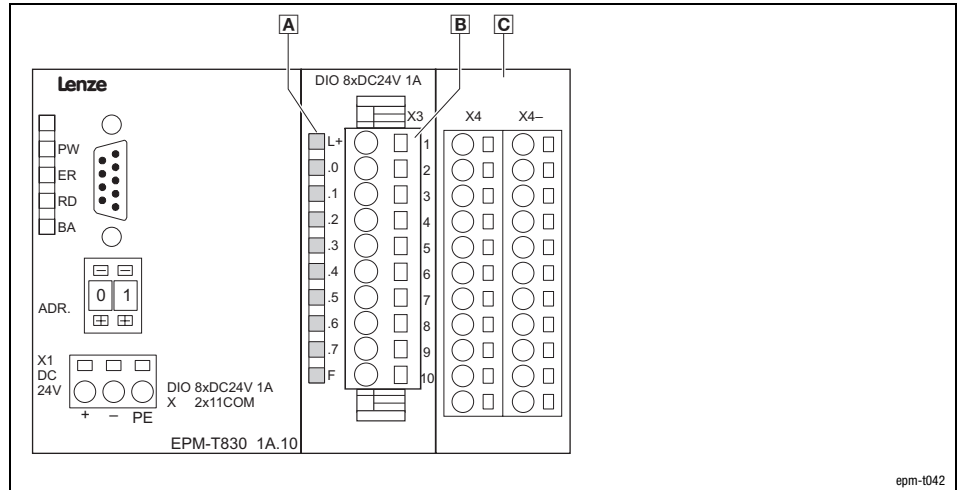 A B C
Lenze
DIO 8xDC24V 1A
X3
X4 X4–
L+ 1
.0 2
.1 3
.2 4
.3 5
.4 6
.5 7
.6 8
.7 9
F 10
PW
ER
RD
BA
ADR.
0 1
X1
DC
24V
+ – PE
DIO 8xDC24V 1A
X 2x11COM
EPM-T830 1A.10
epm-t042